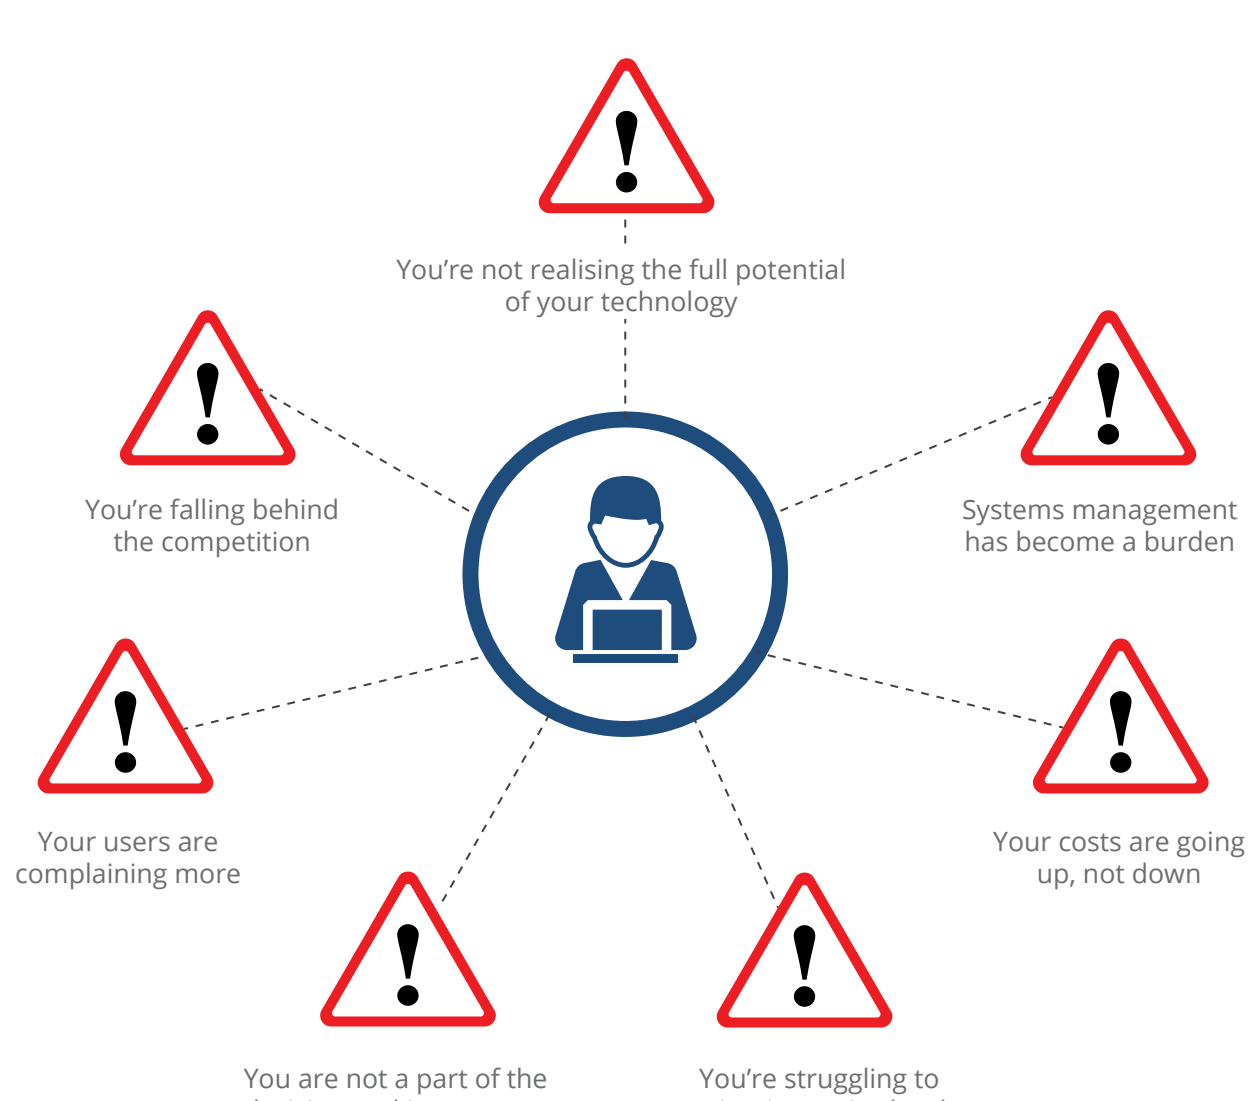 You're not realising the full potential
of your technology
You're falling behind
the competition
Systems management
has become a burden
Your users are
complaining more
Your costs are going
up, not down
You are not a part of the
You're struggling to